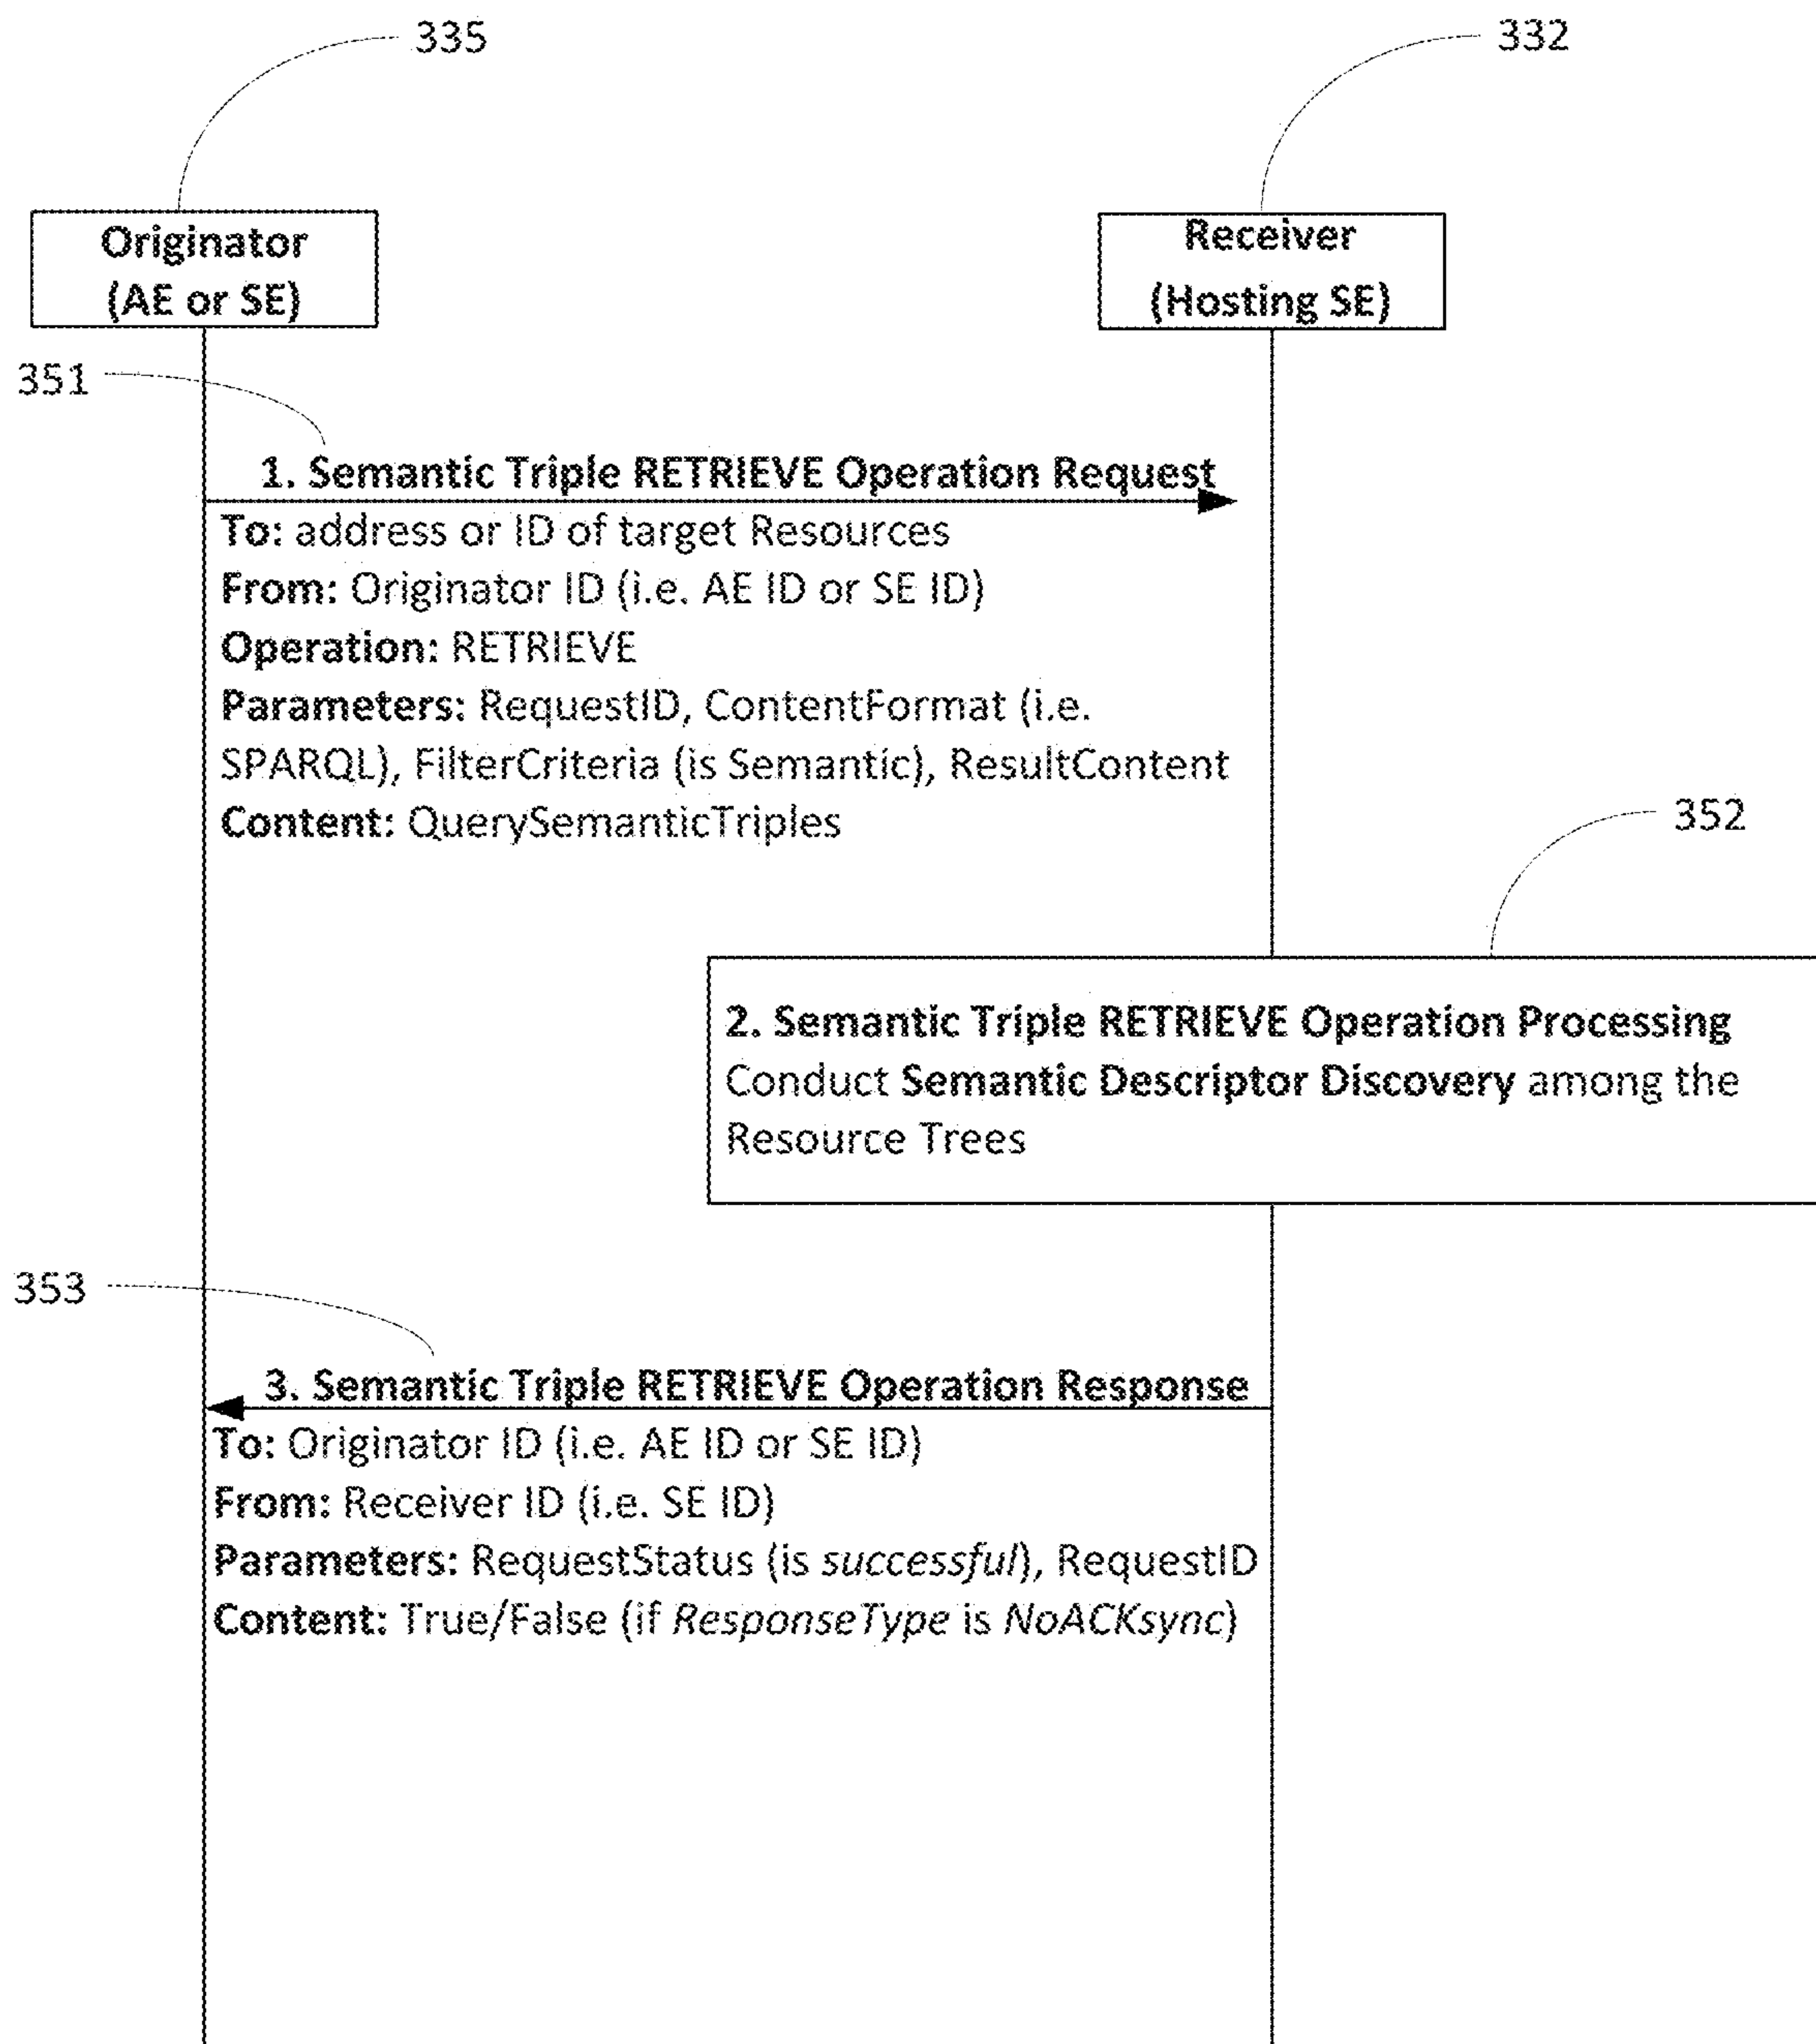 335
332
Originator
(AE or SE)
Receiver
(Hosting SE)
351
1. Semantic Triple RETRIEVE Operation Request
To: address or ID of target Resources
From: Originator ID (i.e. AE ID or SE ID)
Operation: RETRIEVE
Parameters: RequestID, ContentFormat (i.e.
SPARQL), FilterCriteria (is Semantic), ResultContent
Content: QuerySemanticTriples
352
2. Semantic Triple RETRIEVE Operation Processing
Conduct Semantic Descriptor Discovery among the
Resource Trees
353
3. Semantic Triple RETRIEVE Operation Response
To: Originator ID (i.e. AE ID or SE ID)
From: Receiver ID (i.e. SE ID)
Parameters: RequestStatus (is successful), RequestID
Content: True/False (if ResponseType is NoACKsync)